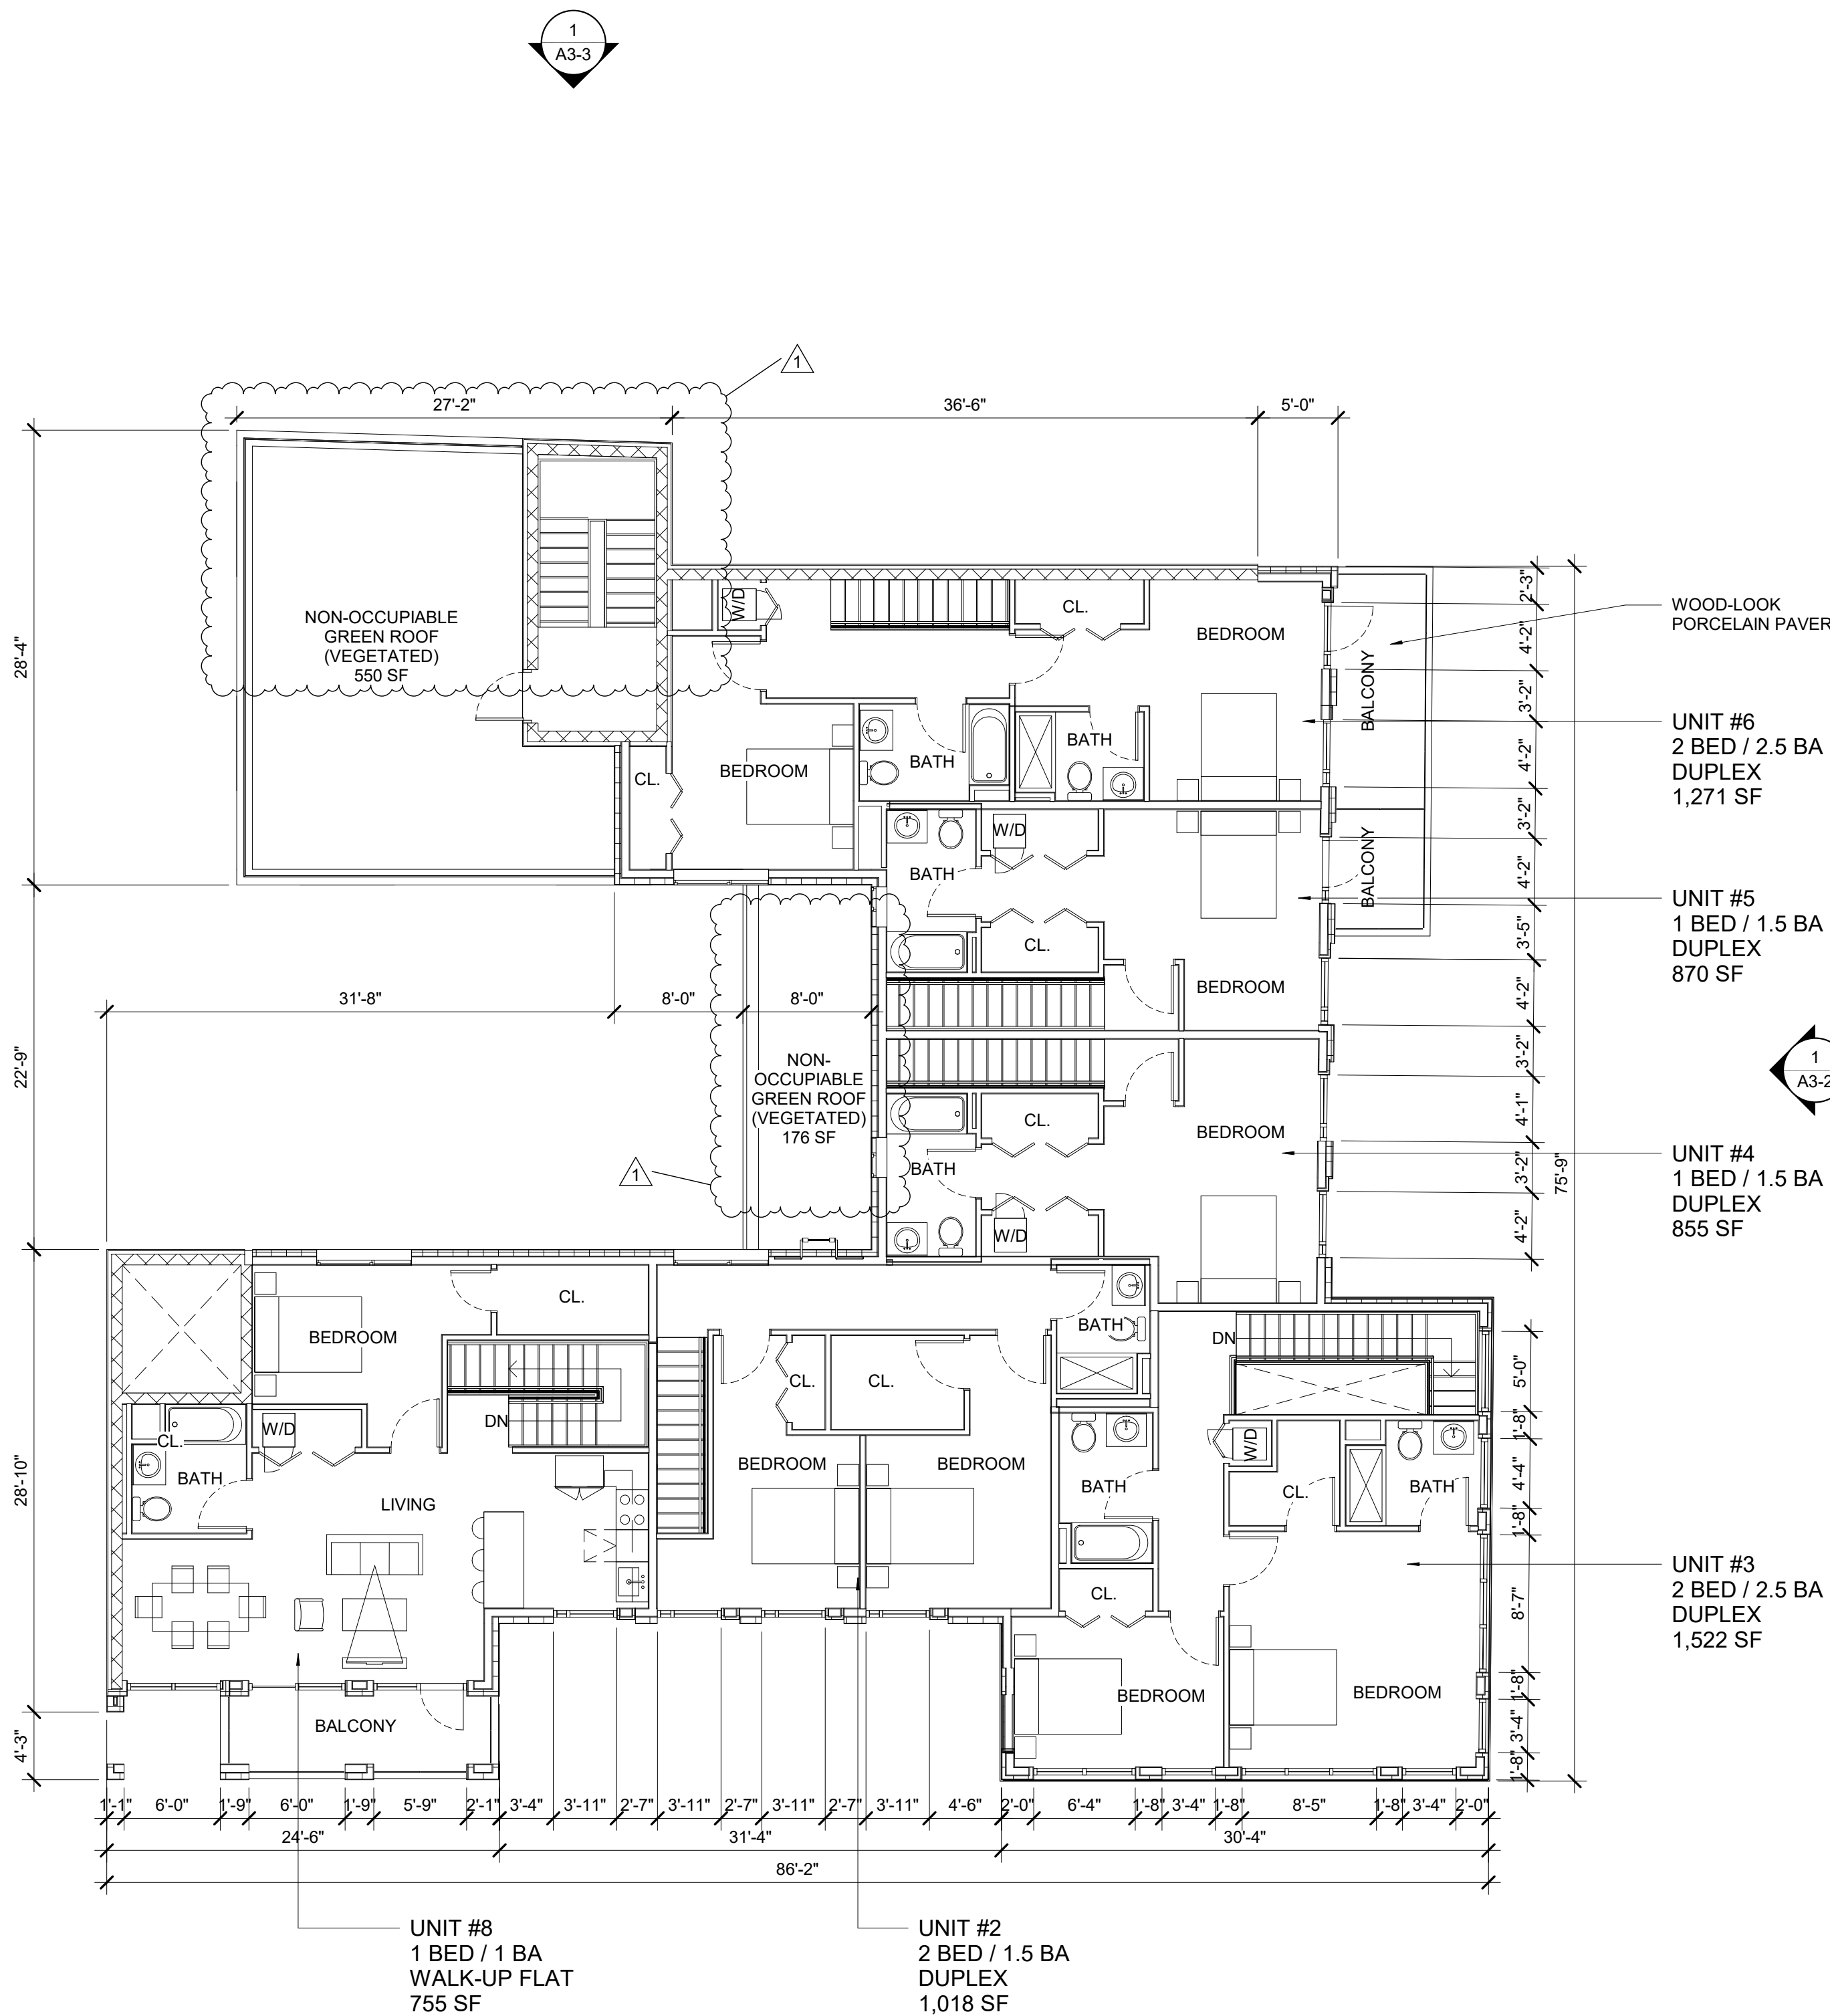 1
A3-3
1
27'-2"
36'-6"
5'-0"
28'-4"
22'-9"
28'-10"
4'-3"
NON-OCCUPIABLE
GREEN ROOF
(VEGETATED)
550 SF
W/D
CL.
BEDROOM
BALCONY
2'-3"
4'-2"
3'-2"
4'-2"
3'-2"
4'-2"
3'-5"
4'-2"
3'-2"
4'-1"
3'-2"
4'-2"
75'-9"
WOOD-LOOK
PORCELAIN PAVER
UNIT #6
2 BED / 2.5 BA
DUPLEX
1,271 SF
CL.
BEDROOM
BATH
BATH
W/D
BATH
CL.
BEDROOM
BALCONY
UNIT #5
1 BED / 1.5 BA
DUPLEX
870 SF
31'-8"
8'-0"
8'-0"
NON-
OCCUPIABLE
GREEN ROOF
(VEGETATED)
176 SF
1
1
A3-2
CL.
BEDROOM
BATH
W/D
UNIT #4
1 BED / 1.5 BA
DUPLEX
855 SF
BEDROOM
CL.
DN
CL.
W/D
BATH
LIVING
BALCONY
CL.
CL.
BATH
BEDROOM
BEDROOM
DN
W/D
CL.
BATH
BATH
CL.
BEDROOM
BEDROOM
5'-0"
1'-8"
4'-4"
1'-8"
8'-7"
1'-8"
3'-4"
1'-8"
UNIT #3
2 BED / 2.5 BA
DUPLEX
1,522 SF
1'-1"
6'-0"
1'-9"
6'-0"
1'-9"
5'-9"
2'-1"
3'-4"
3'-11"
2'-7"
3'-11"
2'-7"
3'-11"
2'-7"
3'-11"
4'-6"
2'-0"
6'-4"
1'-8"
3'-4"
1'-8"
8'-5"
1'-8"
3'-4"
2'-0"
24'-6"
31'-4"
30'-4"
86'-2"
UNIT #8
1 BED / 1 BA
WALK-UP FLAT
755 SF
UNIT #2
2 BED / 1.5 BA
DUPLEX
1,018 SF